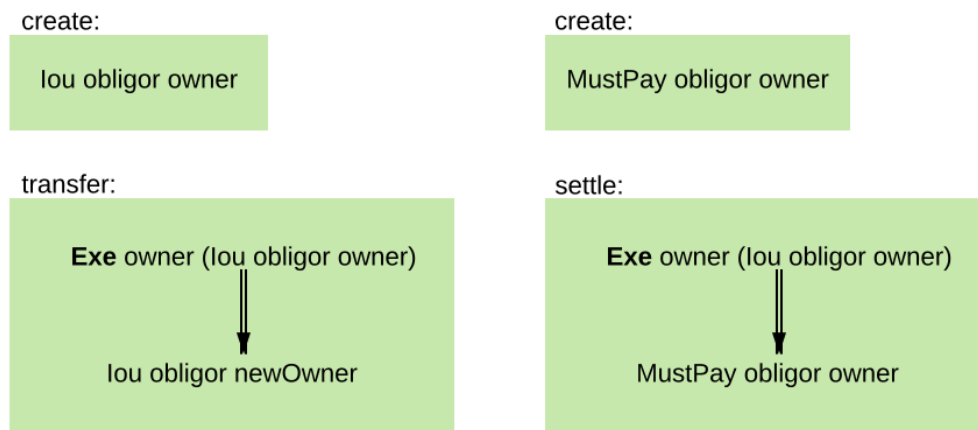 create:
Iou obligor owner
create:
MustPay obligor owner
transfer:
Exe owner (Iou obligor owner)
Iou obligor newOwner
settle:
Exe owner (Iou obligor owner)
MustPay obligor owner